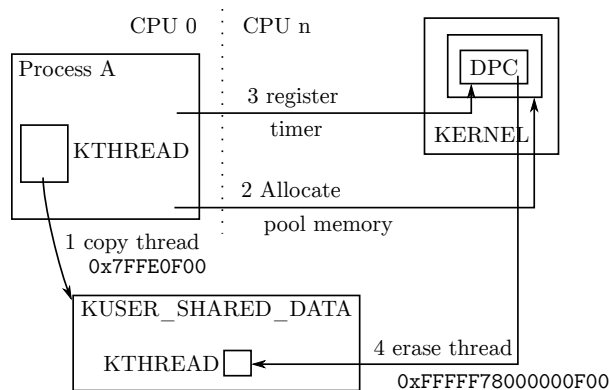 CPU 0
CPU n
Process A
DPC
3 register
timer
KTHREAD
KERNEL
2 Allocate
pool memory
1 copy thread
0x7FFE0F00
KUSER_SHARED_DATA
KTHREAD
4 erase thread
0xFFFFF78000000F00